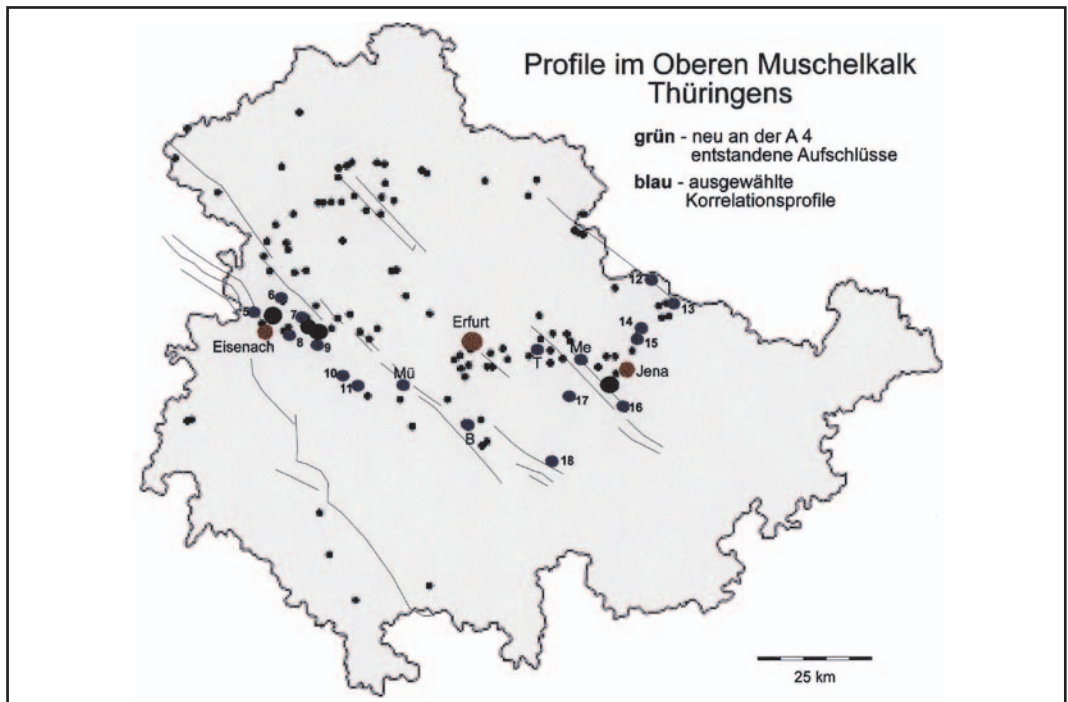 Profile im Oberen Muschelkalk
Thüringens
grün - neu an der A 4
entstandene Aufschlüsse
blau - ausgewählte
Korrelationsprofile
12
13
6
5
7
14
Erfurt
15
Eisenach
8
9
Me
T
Jena
10
11
Mü
17
16
B
18
25 km